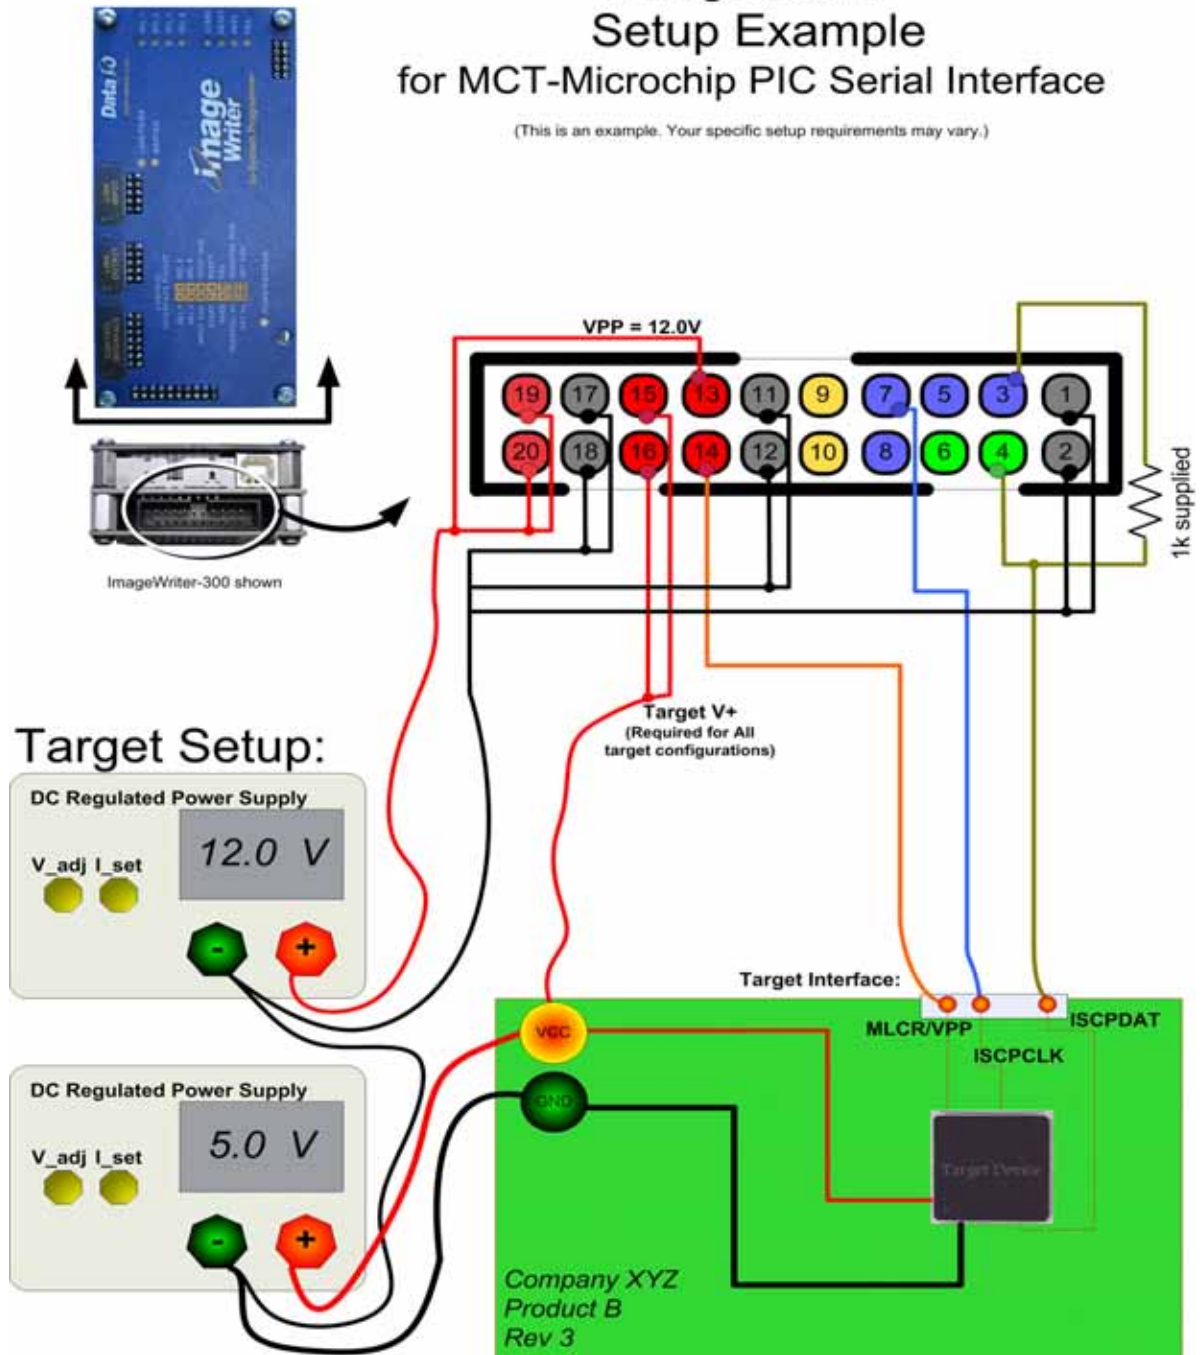 Setup Example
for MCT-Microchip PIC Serial Interface
(This is an example. Your specific setup requirements may vary.)
Data I/O
image
Writer
ImageWriter-300 shown
VPP = 12.0V
19 17 15 13 11 9 7 5 3 1
20 18 16 14 12 10 8 6 4 2
1k supplied
Target V+
(Required for All
target configurations)
Target Setup:
DC Regulated Power Supply
12.0 V
V_adj I_set
- +
DC Regulated Power Supply
5.0 V
V_adj I_set
- +
Target Interface:
MLCR/VPP
ISCPCLK
ISCPDAT
VCC
GND
Target Device
Company XYZ
Product B
Rev 3